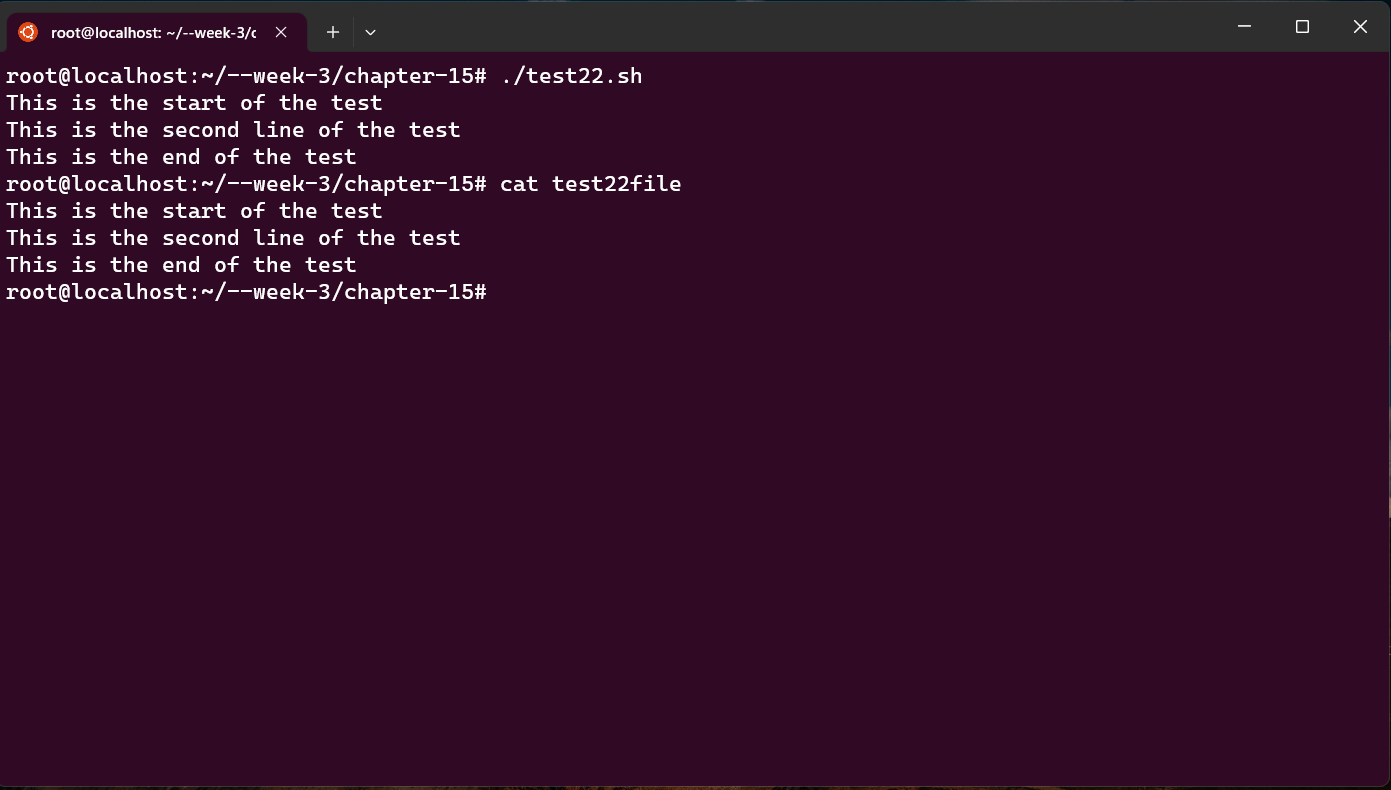 root@localhost: ~/--week-3/c
root@localhost:~/--week-3/chapter-15# ./test22.sh
This is the start of the test
This is the second line of the test
This is the end of the test
root@localhost:~/--week-3/chapter-15# cat test22file
This is the start of the test
This is the second line of the test
This is the end of the test
root@localhost:~/--week-3/chapter-15#